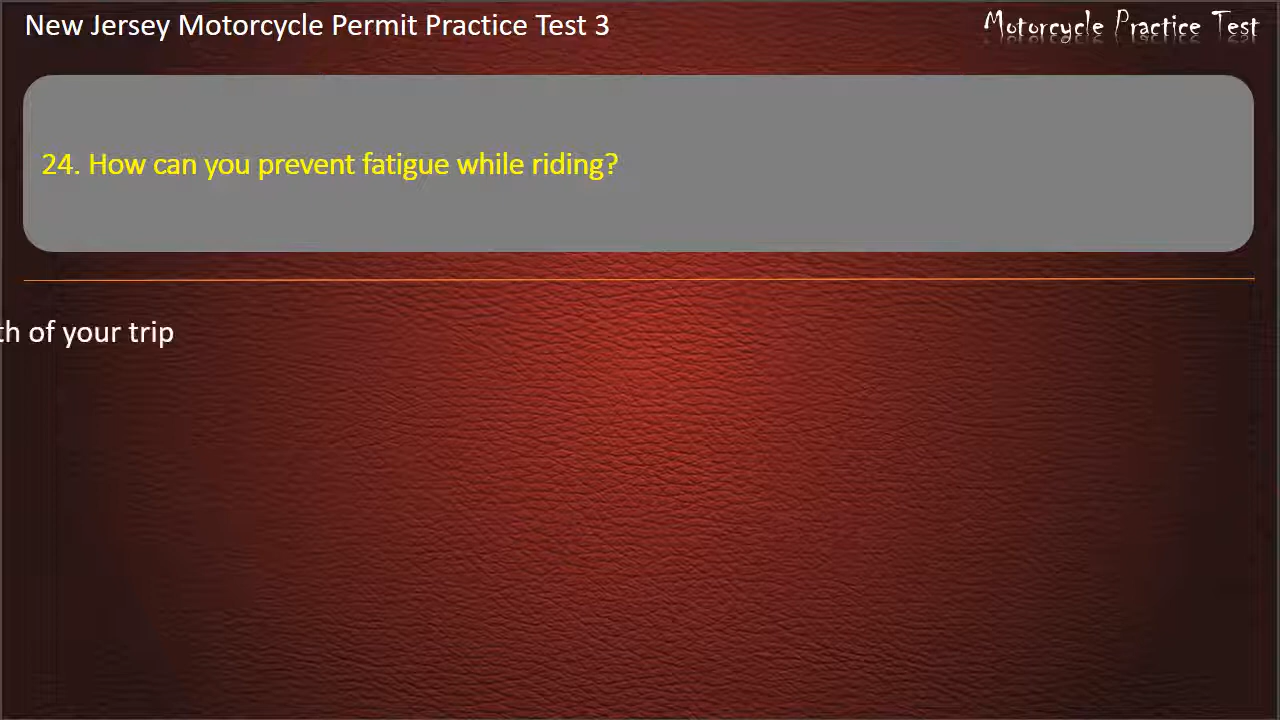 New Jersey Motorcycle Permit Practice Test 3
Motorcycle Practice Test
24. How can you prevent fatigue while riding?
th of your trip